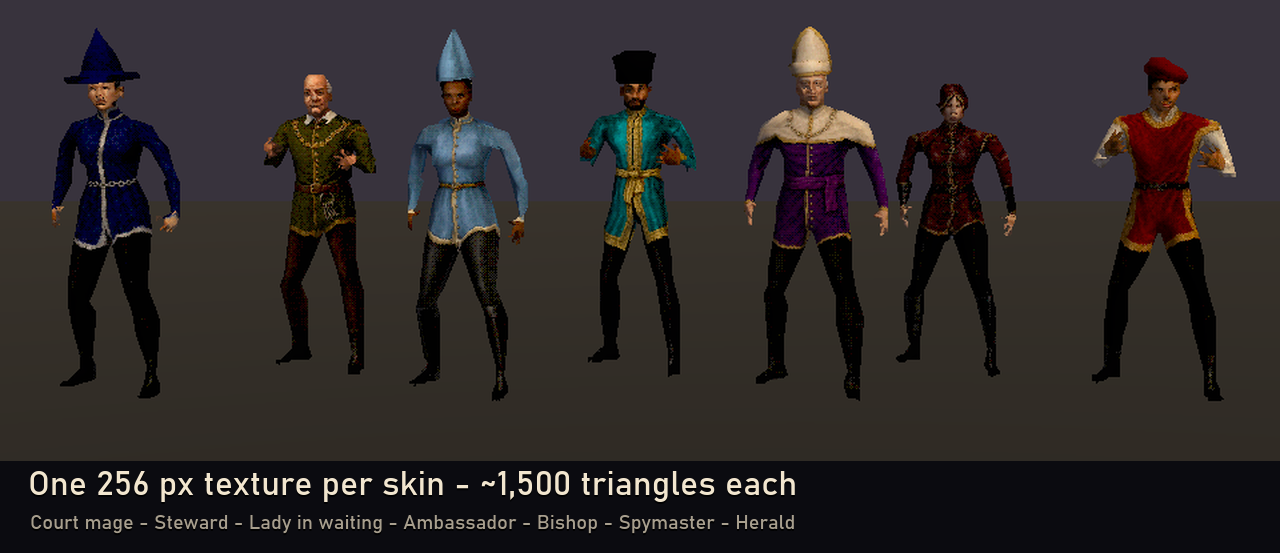 One 256 px texture per skin - ~1,500 triangles each
Court mage - Steward - Lady in waiting - Ambassador - Bishop - Spymaster - Herald